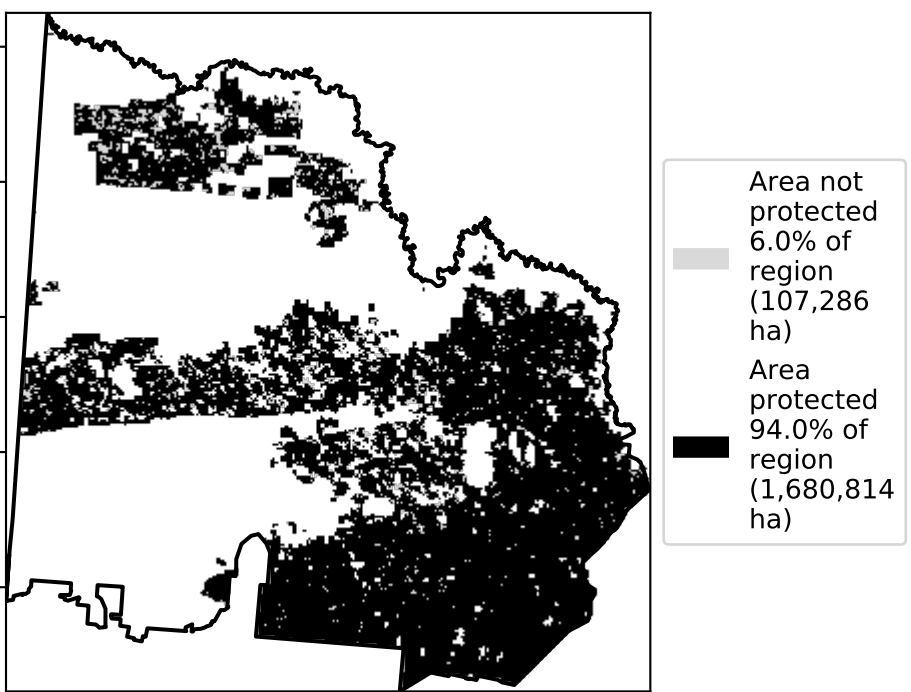 Area not
protected
6.0% of
region
(107,286
ha)
Area
protected
94.0% of
region
(1,680,814
ha)